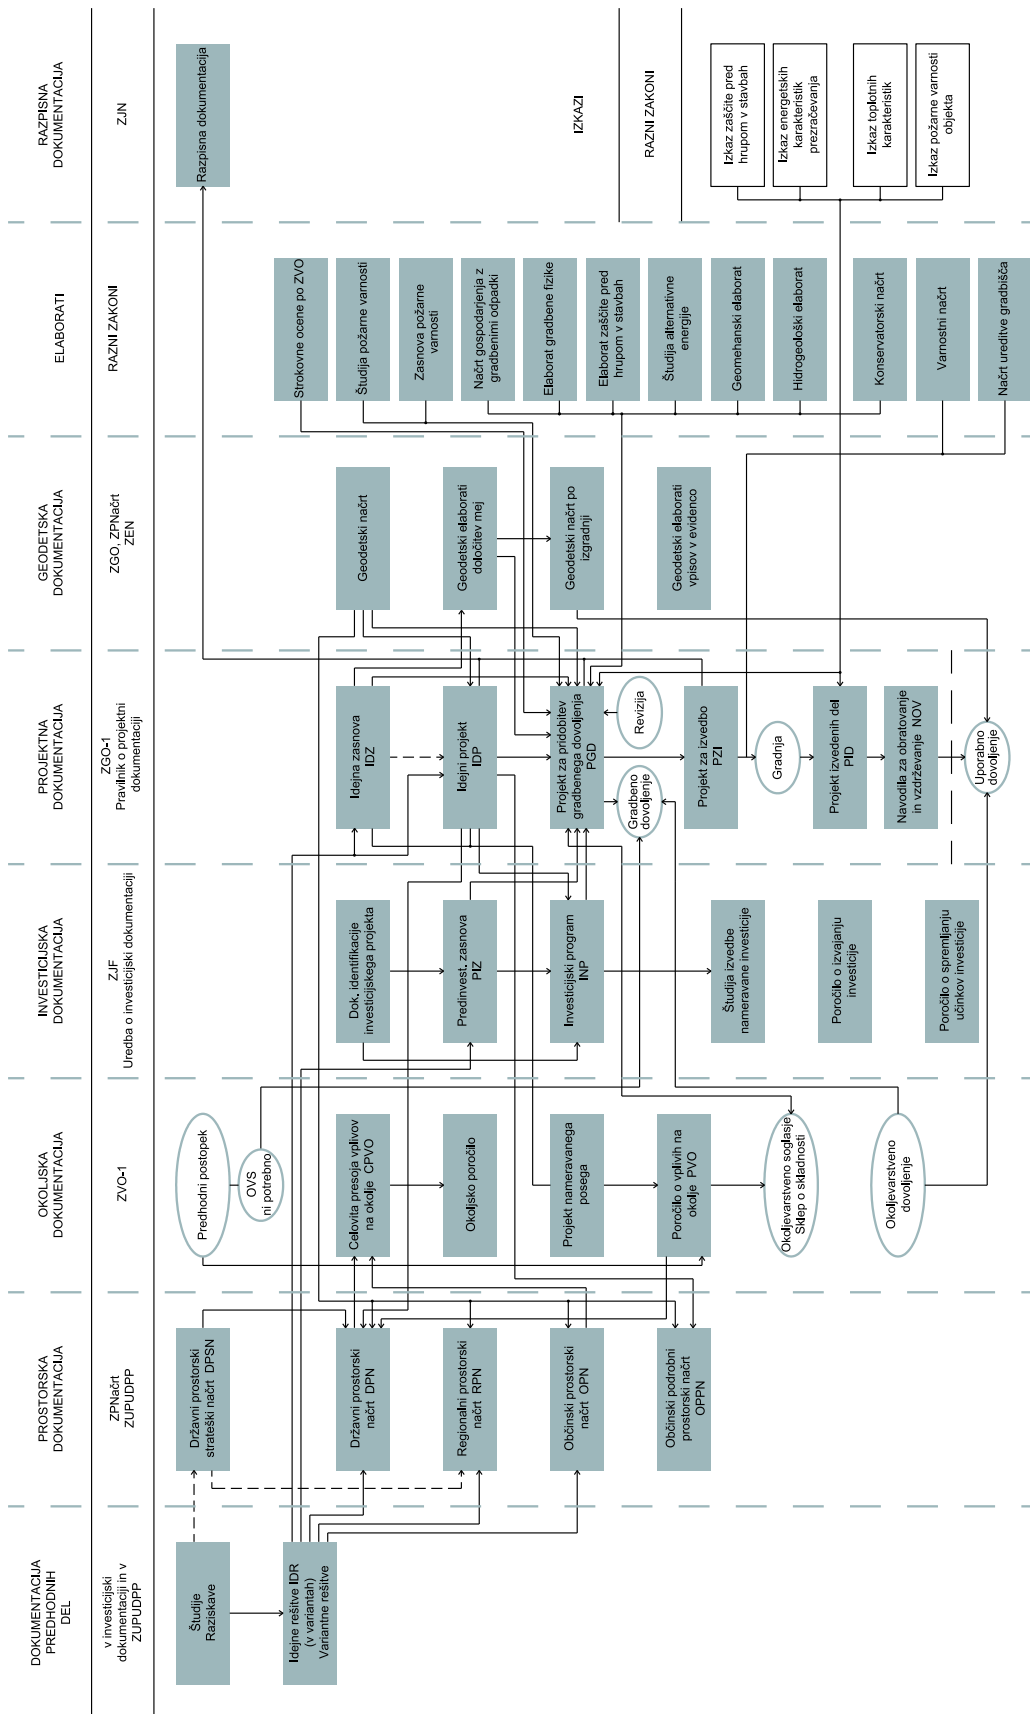 DOKUMENTACIJA
PREDHODNIH
DEL
v investicijski
dokumentaciji in v
ZUPUDPP
Študije
Raziskave
Idejne rešitve IDR
(v variantah)
Variantne rešitve
PROSTORSKA
DOKUMENTACIJA
ZPNačrt
ZUPUDPP
Državni prostorski
strateški načrt DPSN
Državni prostorski
načrt DPN
Regionalni prostorski
načrt RPN
Občinski prostorski
načrt OPN
Občinski podrobni
prostorski načrt
OPPN
OKOLJSKA
DOKUMENTACIJA
ZVO-1
Predhodni postopek
OVS
ni potrebno
Celovita presoja vplivov
na okolje CPVO
Okoljsko poročilo
Projekt nameravanega
posega
Poročilo o vplivih na
okolje PVO
Okoljevarstveno soglasje
Sklep o skladnosti
Okoljevarstveno
dovoljenje
INVESTICIJSKA
DOKUMENTACIJA
ZJF
Uredba o investicijski dokumentaciji
Dok. identifikacije
investicijskega projekta
Predinvest. zasnova
PIZ
Investicijski program
INP
Študija izvedbe
nameravane investicije
Poročilo o izvajanju
investicije
Poročilo o spremljanju
učinkov investicije
PROJEKTNA
DOKUMENTACIJA
ZGO-1
Pravilnik o projektni
dokumentaciji
Idejna zasnova
IDZ
Idejni projekt
IDP
Projekt za pridobitev
gradbenega dovoljenja
PGD
Gradbeno
dovoljenje
Revizija
Projekt za izvedbo
PZI
Gradnja
Projekt izvedenih del
PID
Navodila za obratovanje
in vzdrževanje NOV
Uporabno
dovoljenje
GEODETSKA
DOKUMENTACIJA
ZGO, ZPNačrt
ZEN
Geodetski načrt
Geodetski elaborati
določitev mej
Geodetski načrt po
izgradnji
Geodetski elaborati
vpisov v evidenco
ELABORATI
RAZNI ZAKONI
Strokovne ocene po ZVO
Študija požarne varnosti
Zasnova požarne
varnosti
Načrt gospodarjenja z
gradbenimi odpadki
Elaborat gradbene fizike
Elaborat zaščite pred
hrupom v stavbah
Študija alternativne
energije
Geomehanski elaborat
Hidrogeološki elaborat
Konservatorski načrt
Varnostni načrt
Načrt ureditve gradbišča
RAZPISNA
DOKUMENTACIJA
ZJN
Razpisna dokumentacija
IZKAZI
RAZNI ZAKONI
Izkaz zaščite pred
hrupom v stavbah
Izkaz energetskih
karakteristik
prezračevanja
Izkaz toplotnih
karakteristik
Izkaz požarne varnosti
objekta